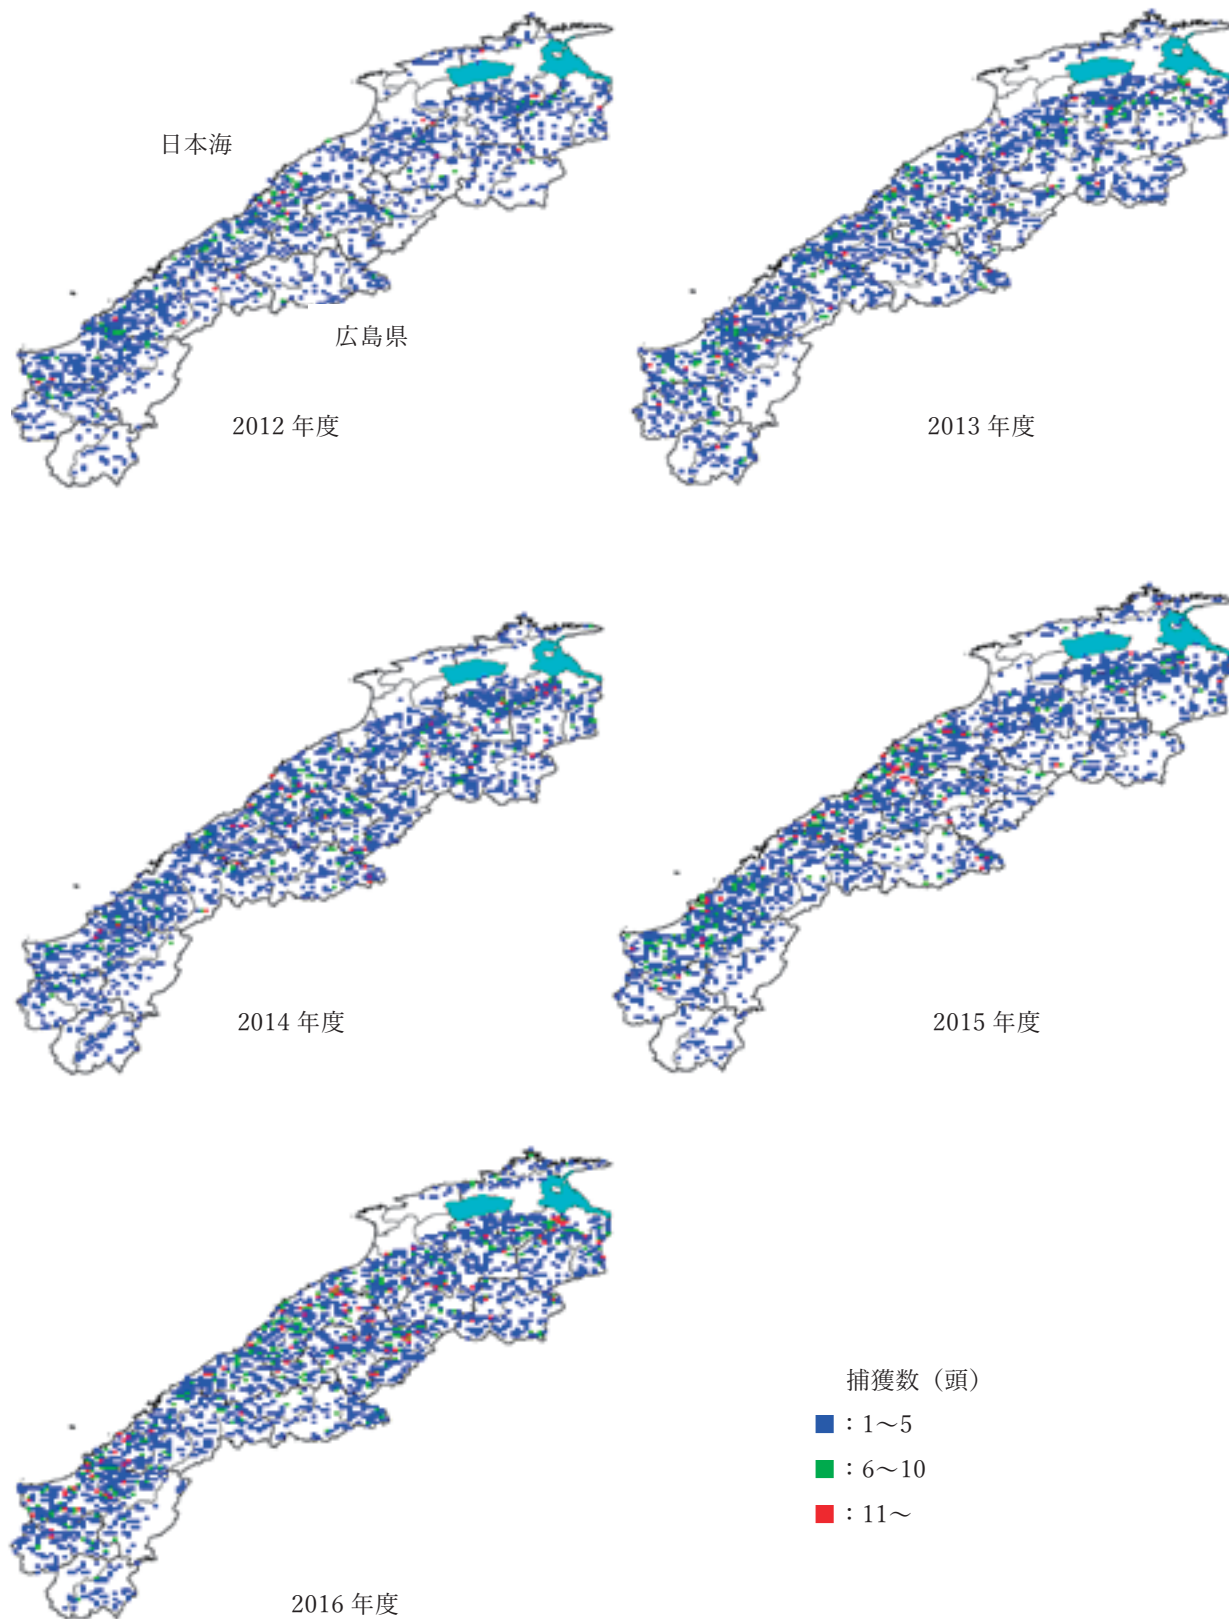 日本海
広島県
2012 年度
2013 年度
2014 年度
2015 年度
捕獲数（頭）
：1～5
：6～10
：11～
2016 年度